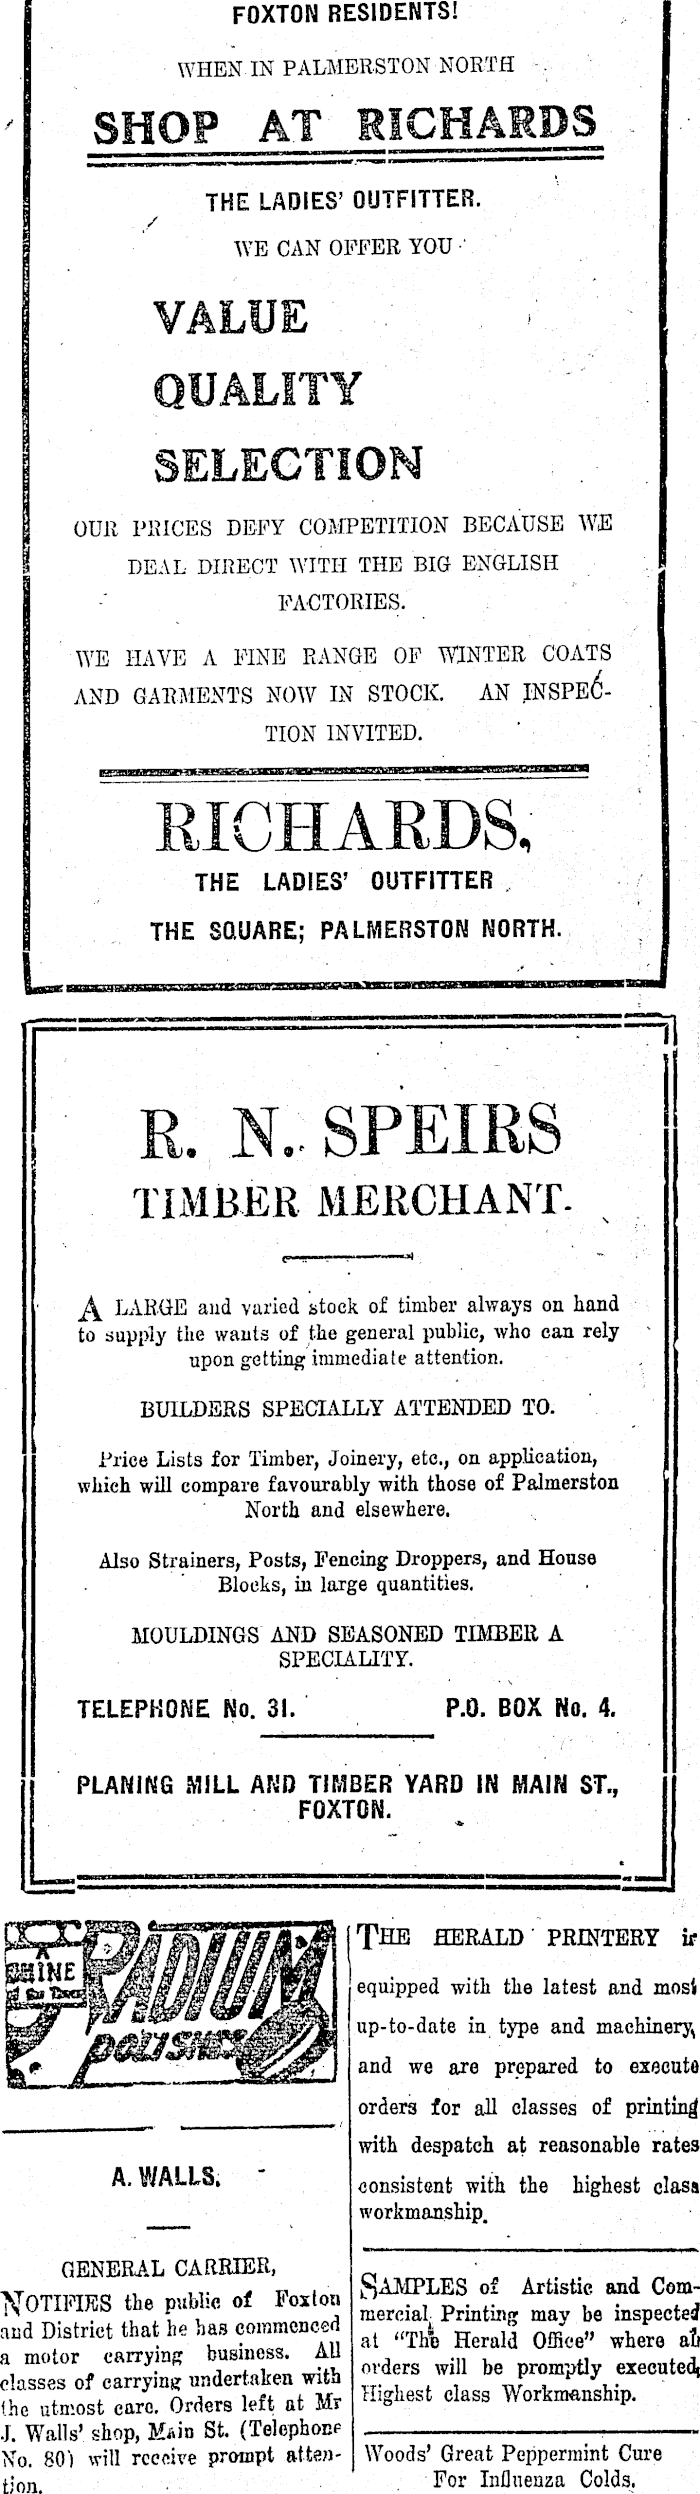 FOXTON RESIDENTS!
WHEN IN PALMERSTON NORTH
SHOP AT RICHARDS
THE LADIES' OUTFITTER.
WE CAN OFFER YOU
VALUE
QUALITY
SELECTION
OUR PRICES DEFY COMPETITION BECAUSE WE
DEAL DIRECT WITH THE BIG ENGLISH
FACTORIES.
WE HAVE A FINE RANGE OF WINTER COATS
AND GARMENTS NOW IN STOCK. AN INSPEC-
TION INVITED.
RICHARDS,
THE LADIES' OUTFITTER
THE SQUARE; PALMERSTON NORTH.
R. N. SPEIRS
TIMBER MERCHANT.
A LARGE and varied stock of timber always on hand
to supply the wants of the general public, who can rely
upon getting immediate attention.
BUILDERS SPECIALLY ATTENDED TO.
Price Lists for Timber, Joinery, etc., on application,
which will compare favourably with those of Palmerston
North and elsewhere.
Also Strainers, Posts, Fencing Droppers, and House
Blocks, in large quantities.
MOULDINGS AND SEASONED TIMBER A
SPECIALITY.
TELEPHONE No. 31. P.O. BOX No. 4.
PLANING MILL AND TIMBER YARD IN MAIN ST.,
FOXTON.
A
SHINE
RADIUM
POLISHES
A. WALLS.
GENERAL CARRIER,
NOTIFIES the public of Foxton
and District that he has commenced
a motor carrying business. All
classes of carrying undertaken with
the utmost care. Orders left at Mr
J. Walls' shop, Main St. (Telephone
No. 80) will receive prompt atten-
tion.
THE HERALD PRINTERY is
equipped with the latest and most
up-to-date in type and machinery,
and we are prepared to execute
orders for all classes of printing
with despatch at reasonable rates
consistent with the highest class
workmanship.
SAMPLES of Artistic and Com-
mercial Printing may be inspected
at "The Herald Office" where all
orders will be promptly executed,
Highest class Workmanship.
Woods' Great Peppermint Cure
For Influenza Colds.